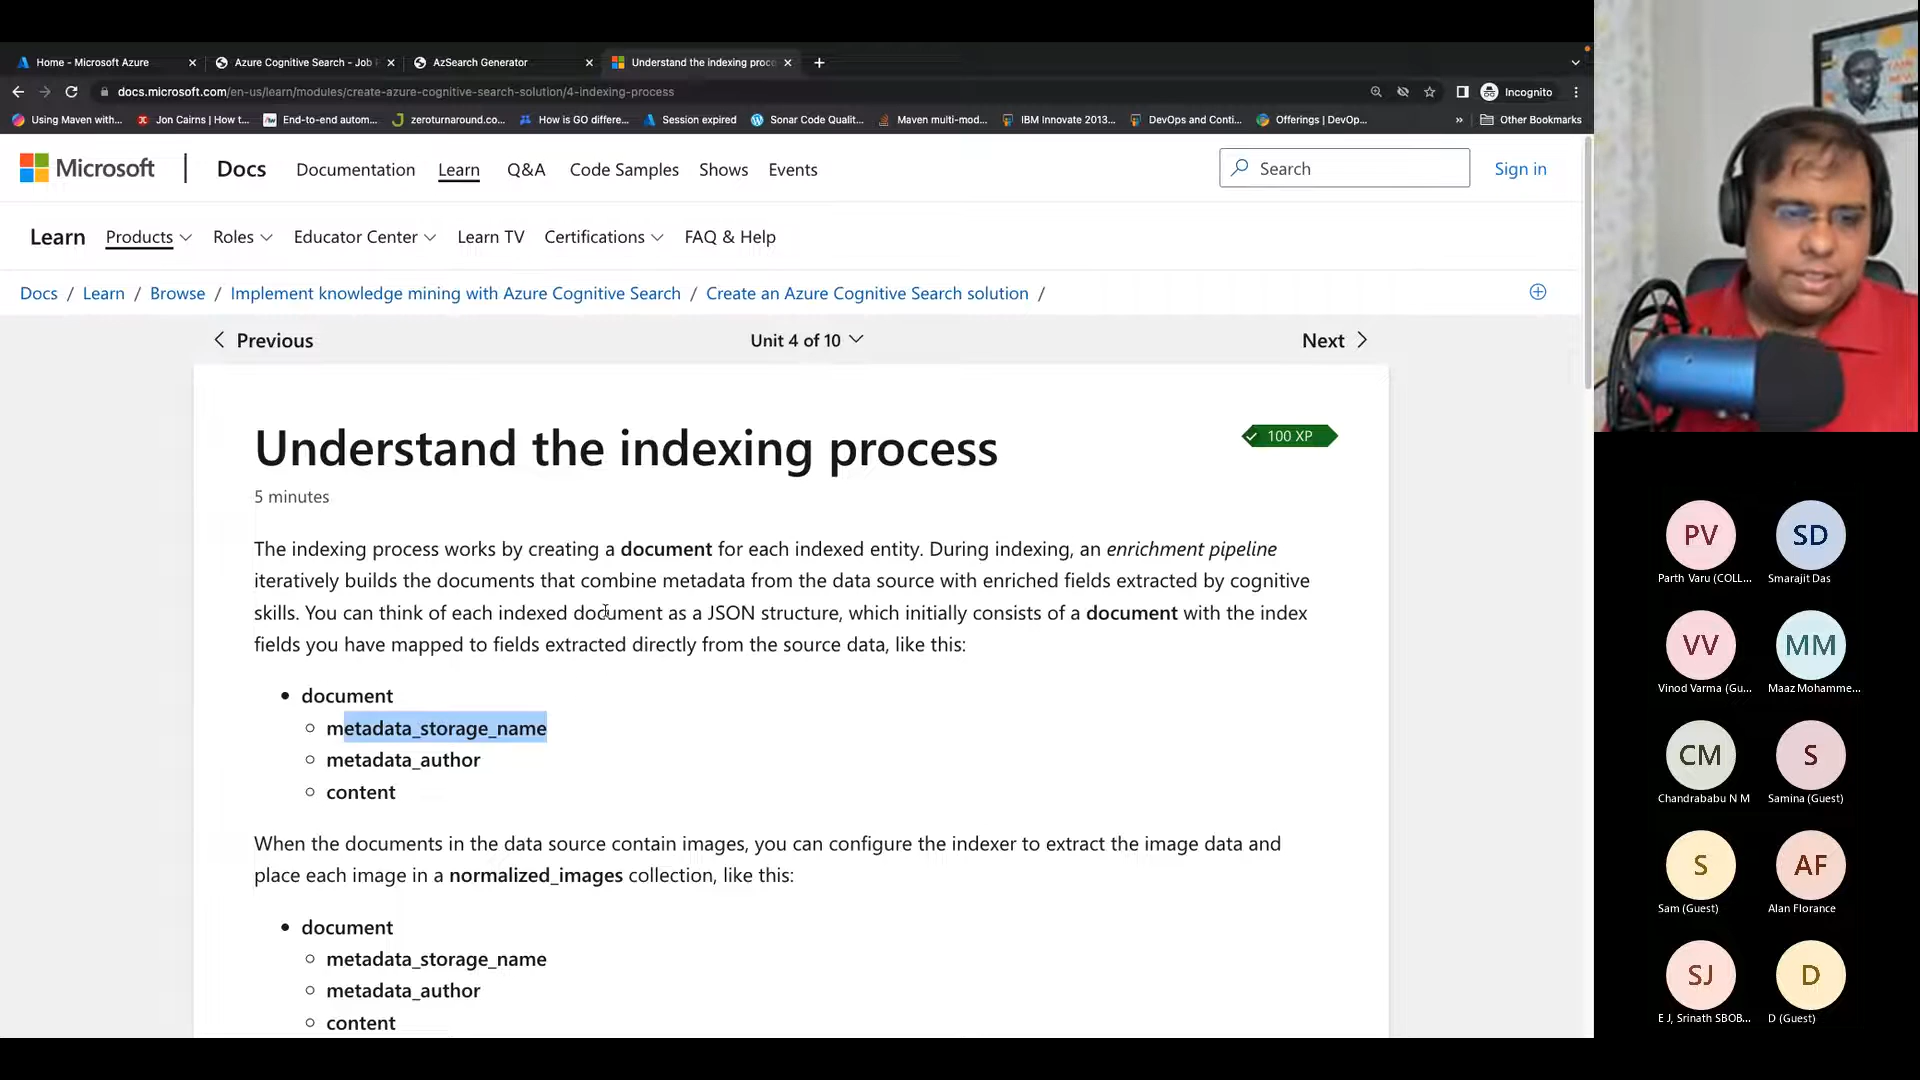 Home - Microsoft Azure
Azure Cognitive Search - Job
AzSearch Generator
Understand the indexing proce
docs.microsoft.com/en-us/learn/modules/create-azure-cognitive-search-solution/4-indexing-process
Incognito
Using Maven with...
Jon Cairns | How t...
End-to-end autom...
zeroturnaround.co...
How is GO differe...
Session expired
Sonar Code Qualit...
Maven multi-mod...
IBM Innovate 2013...
DevOps and Conti...
Offerings | DevOp...
»
Other Bookmarks
Microsoft
Docs
Documentation
Learn
Q&A
Code Samples
Shows
Events
Search
Sign in
Learn
Products
Roles
Educator Center
Learn TV
Certifications
FAQ & Help
Docs / Learn / Browse / Implement knowledge mining with Azure Cognitive Search / Create an Azure Cognitive Search solution /
Previous
Unit 4 of 10
Next
Understand the indexing process
100 XP
5 minutes
The indexing process works by creating a document for each indexed entity. During indexing, an enrichment pipeline
iteratively builds the documents that combine metadata from the data source with enriched fields extracted by cognitive
skills. You can think of each indexed document as a JSON structure, which initially consists of a document with the index
fields you have mapped to fields extracted directly from the source data, like this:
• document
metadata_storage_name
metadata_author
content
When the documents in the data source contain images, you can configure the indexer to extract the image data and
place each image in a normalized_images collection, like this:
• document
metadata_storage_name
metadata_author
content
PV
SD
Parth Varu (COLL...
Smarajit Das
VV
MM
Vinod Varma (Gu...
Maaz Mohamme...
CM
S
Chandrababu N M
Samina (Guest)
S
AF
Sam (Guest)
Alan Florance
SJ
D
E J, Srinath SBOB...
D (Guest)